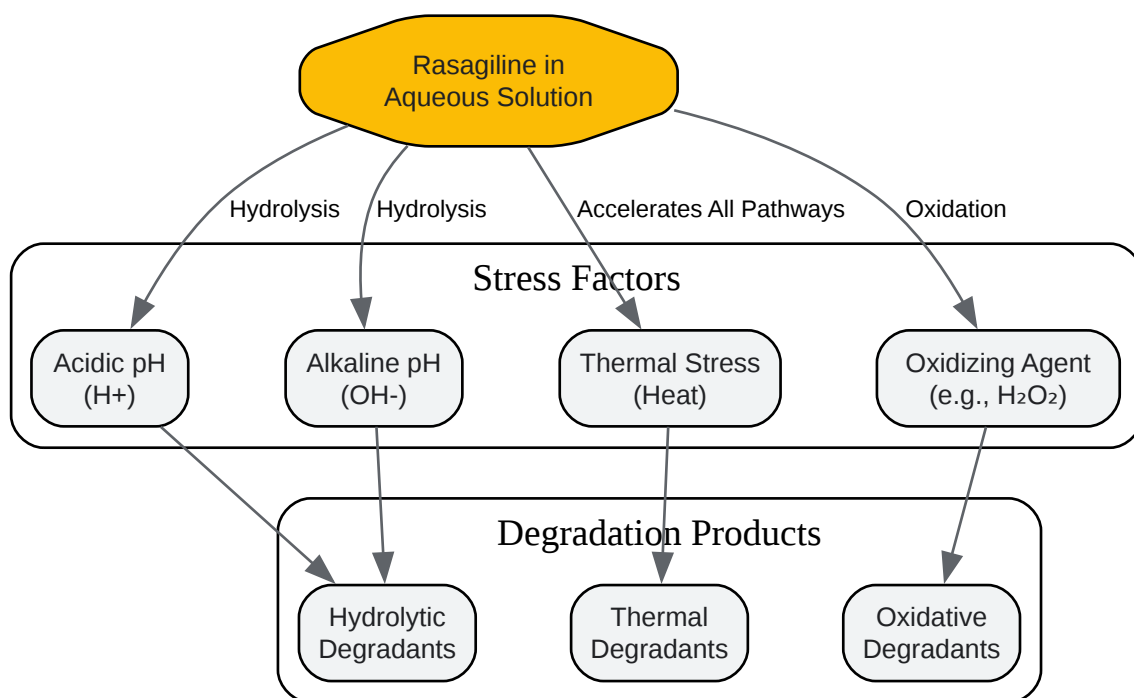 Rasagiline in
Aqueous Solution
Hydrolysis
Hydrolysis
Accelerates All Pathways
Oxidation
Stress Factors
Acidic pH
(H+)
Alkaline pH
(OH-)
Thermal Stress
(Heat)
Oxidizing Agent
(e.g., H₂O₂)
Degradation Products
Hydrolytic
Degradants
Thermal
Degradants
Oxidative
Degradants